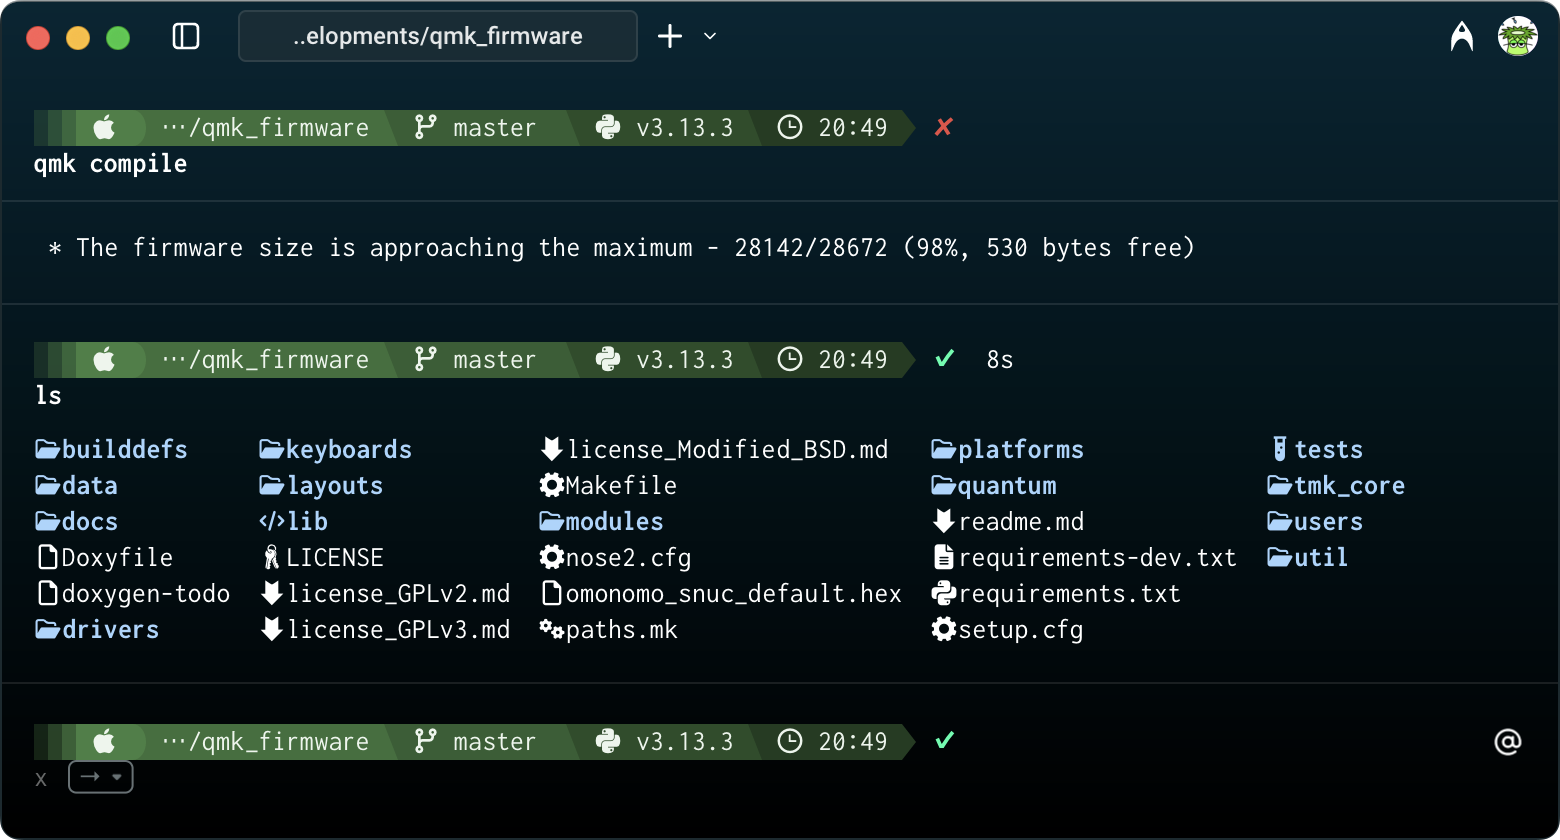 ..elopments/qmk_firmware
···/qmk_firmware master v3.13.3 20:49 ✗
qmk compile
* The firmware size is approaching the maximum - 28142/28672 (98%, 530 bytes free)
···/qmk_firmware master v3.13.3 20:49 ✓ 8s
ls
builddefs keyboards license_Modified_BSD.md platforms tests
data layouts Makefile quantum tmk_core
docs lib modules readme.md users
Doxyfile LICENSE nose2.cfg requirements-dev.txt util
doxygen-todo license_GPLv2.md omonomo_snuc_default.hex requirements.txt
drivers license_GPLv3.md paths.mk setup.cfg
···/qmk_firmware master v3.13.3 20:49 ✓
x →